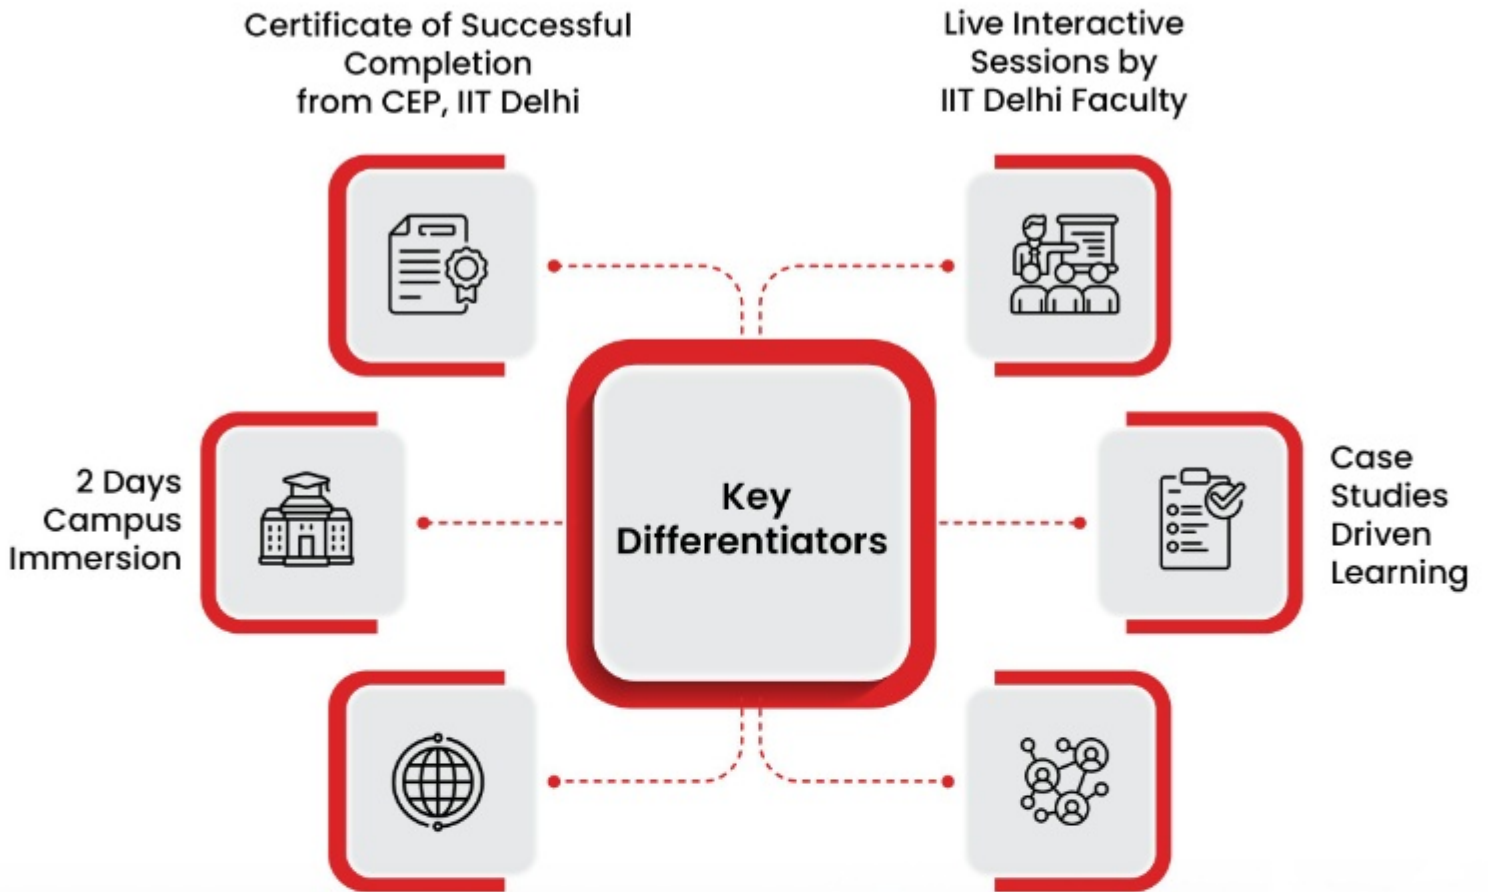 Certificate of Successful
Completion
from CEP, IIT Delhi
Live Interactive
Sessions by
IIT Delhi Faculty
2 Days
Campus
Immersion
Key
Differentiators
Case
Studies
Driven
Learning